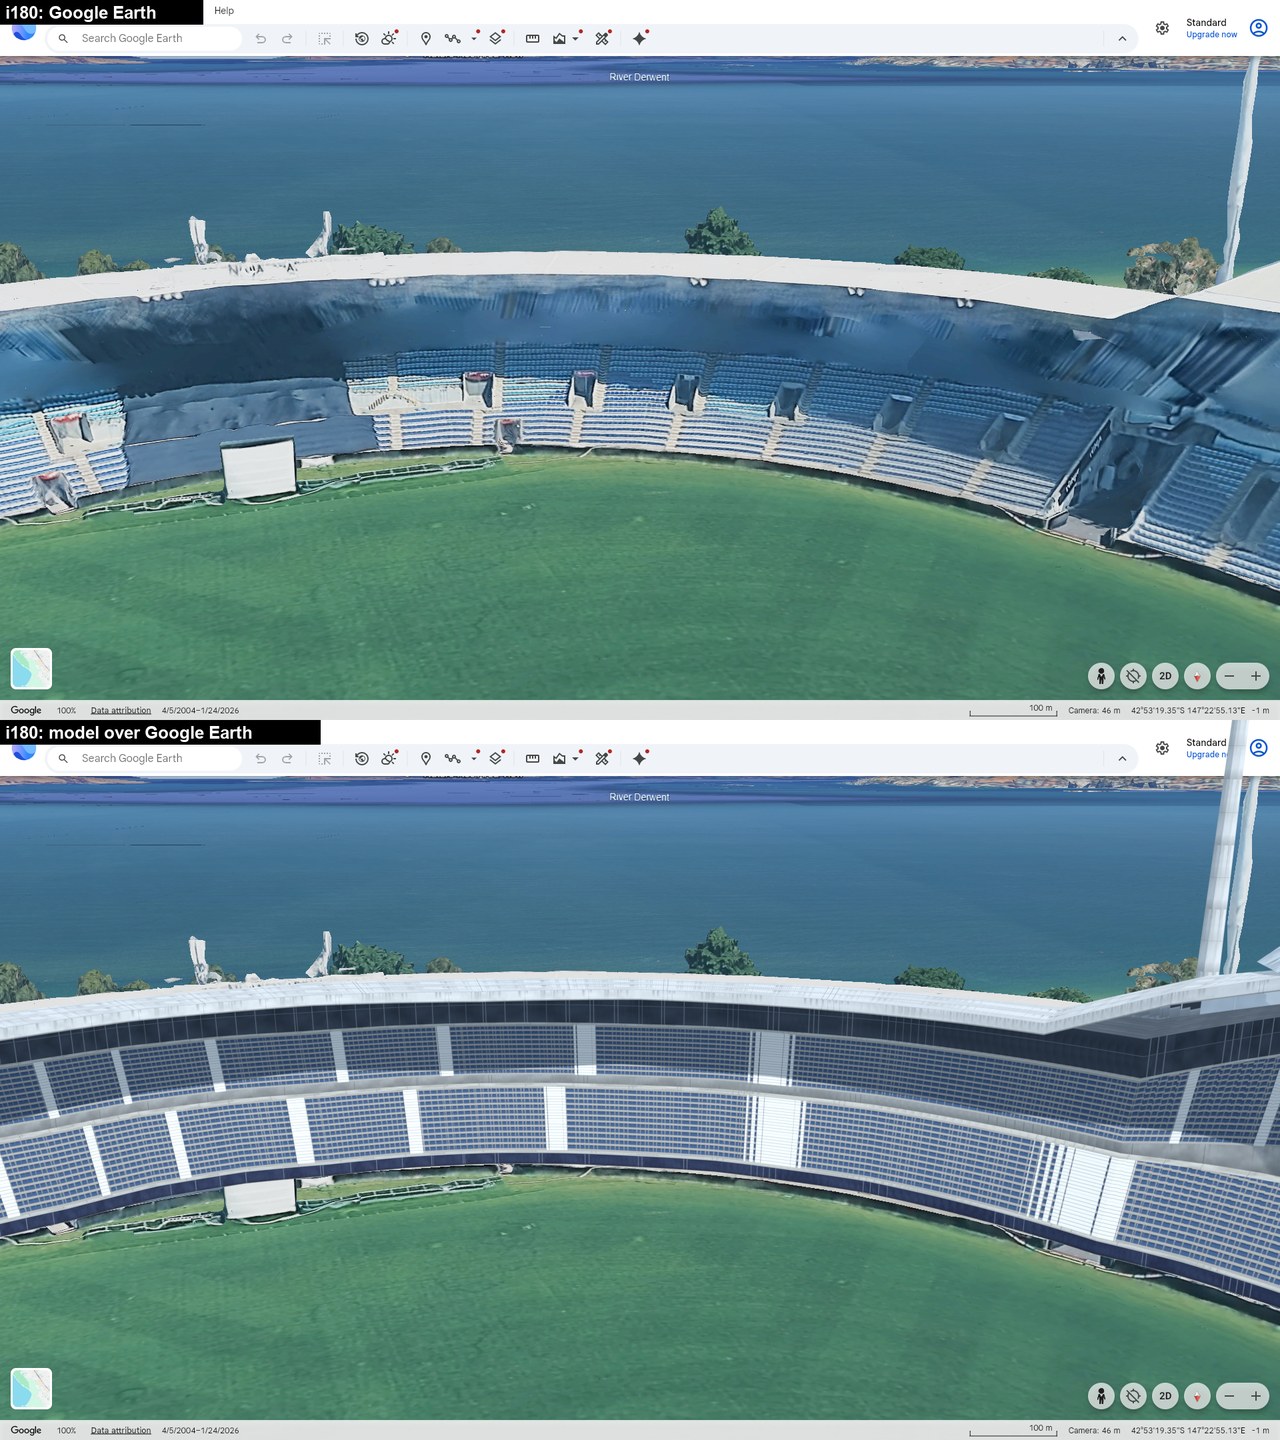 i180: Google Earth
Help
Search Google Earth
Standard
Upgrade now
River Derwent
2D
100 m
Google
100%
Data attribution
4/5/2004–1/24/2026
Camera: 46 m
42°53'19.35"S 147°22'55.13"E
-1 m
i180: model over Google Earth
Search Google Earth
Standard
River Derwent
2D
100 m
Google
100%
Data attribution
4/5/2004–1/24/2026
Camera: 46 m
42°53'19.35"S 147°22'55.13"E
-1 m